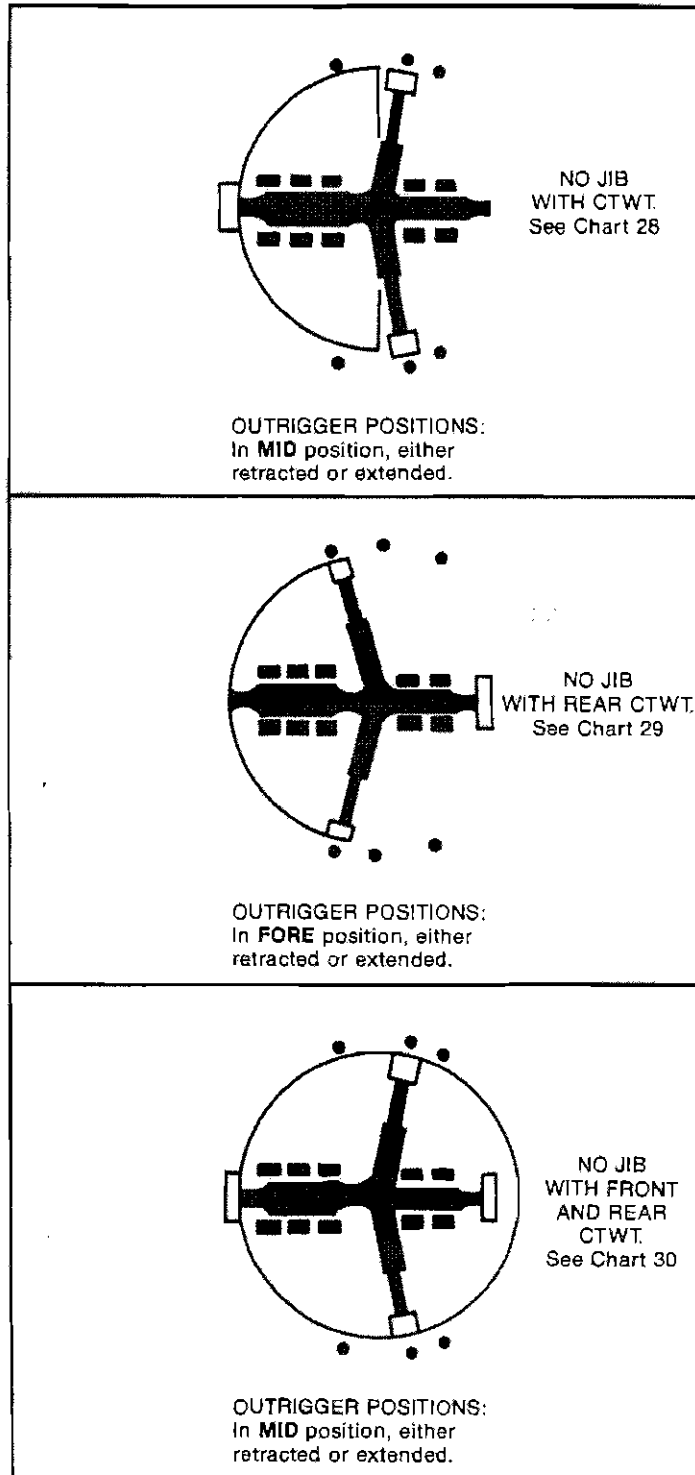 NO JIB
WITH CTWT.
See Chart 28
OUTRIGGER POSITIONS:
In MID position, either
retracted or extended.
NO JIB
WITH REAR CTWT.
See Chart 29
OUTRIGGER POSITIONS:
In FORE position, either
retracted or extended.
NO JIB
WITH FRONT
AND REAR
CTWT.
See Chart 30
OUTRIGGER POSITIONS:
In MID position, either
retracted or extended.